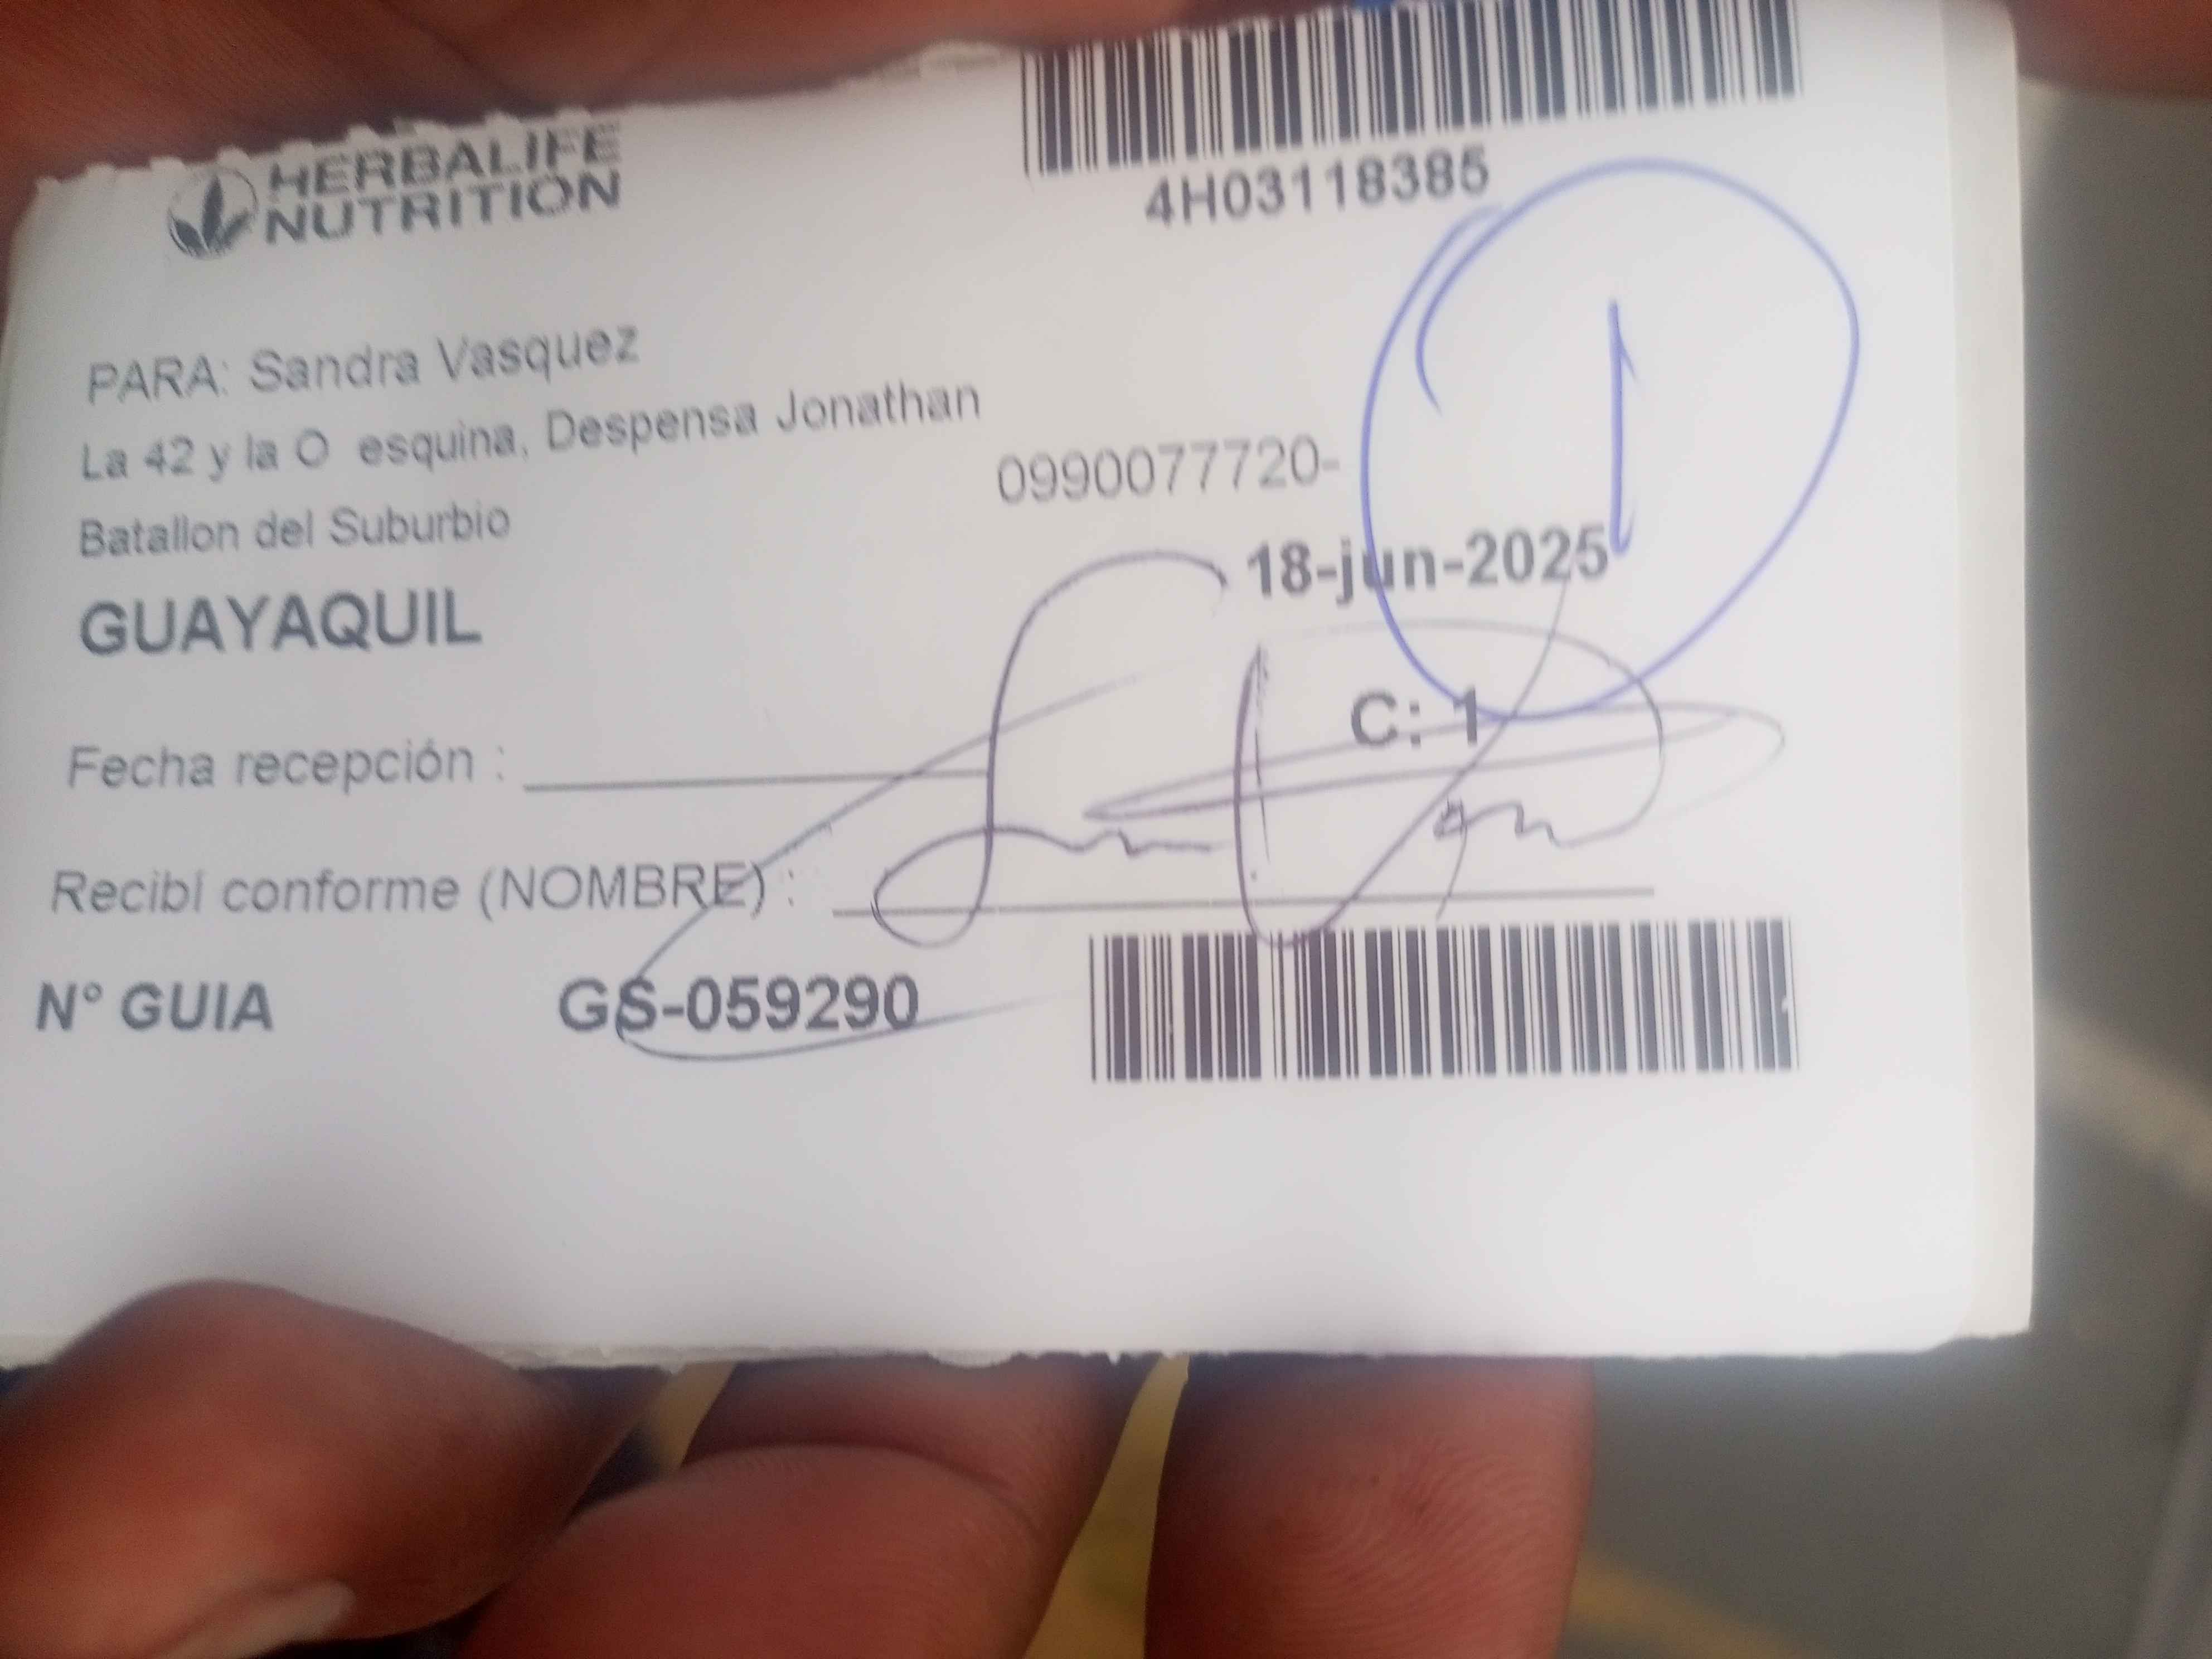 HERBALIFE
NUTRITION
4H03118385
PARA: Sandra Vasquez
La 42 y la O esquina, Despensa Jonathan
0990077720-
Batallon del Suburbio
18-jun-2025
GUAYAQUIL
1
C: 1
Fecha recepción :
Recibí conforme (NOMBRE) :
N° GUIA GS-059290